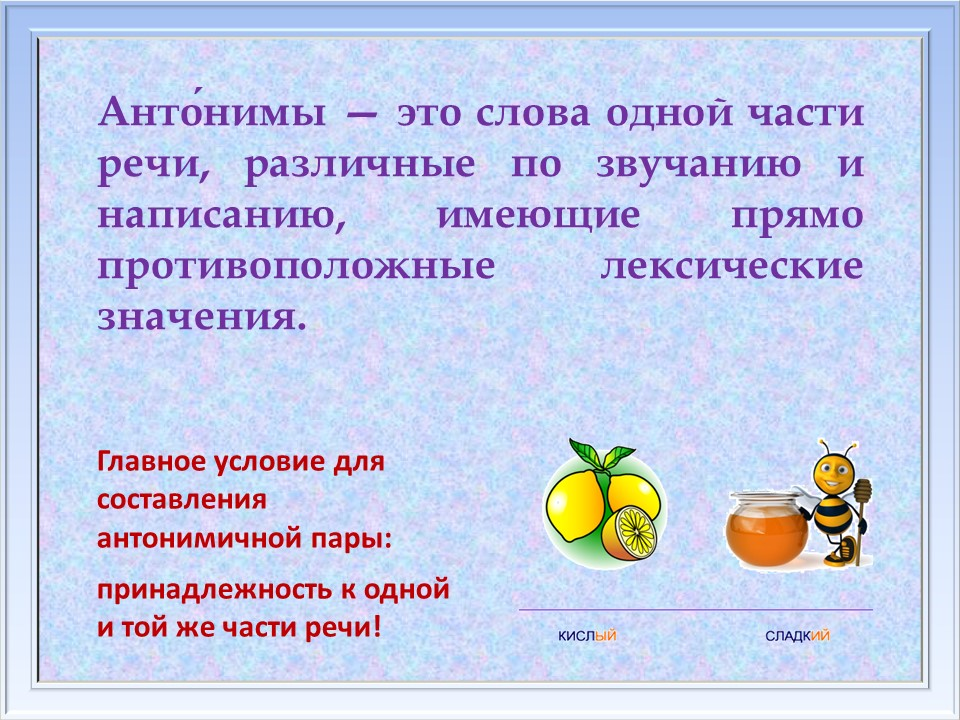 Анто́нимы — это слова одной части
речи, различные по звучанию и
написанию, имеющие прямо
противоположные лексические
значения.
Главное условие для
составления
антонимичной пары:
принадлежность к одной
и той же части речи!
КИСЛЫЙ СЛАДКИЙ